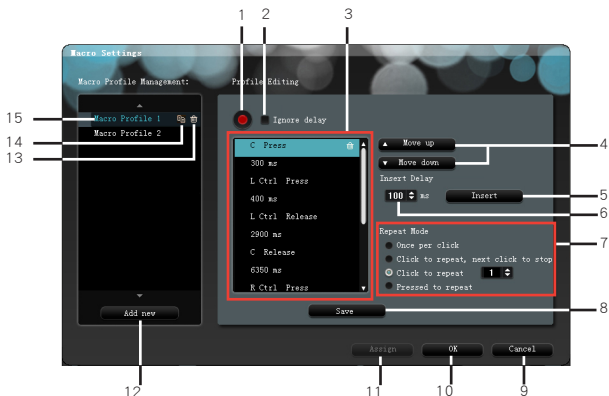 1
2
3
Macro Settings
Macro Profile Management:
Profile Editing
15
Macro Profile 1
14
Macro Profile 2
13
Ignore delay
C Press
300 ms
L Ctrl Press
400 ms
L Ctrl Release
2900 ms
C Release
6350 ms
R Ctrl Press
Move up
4
Move down
Insert Delay
100 ms
Insert
5
6
Repeat Mode
7
Once per click
Click to repeat, next click to stop
Click to repeat 1
Pressed to repeat
Add new
Save
8
Assign
OK
Cancel
12
11
10
9